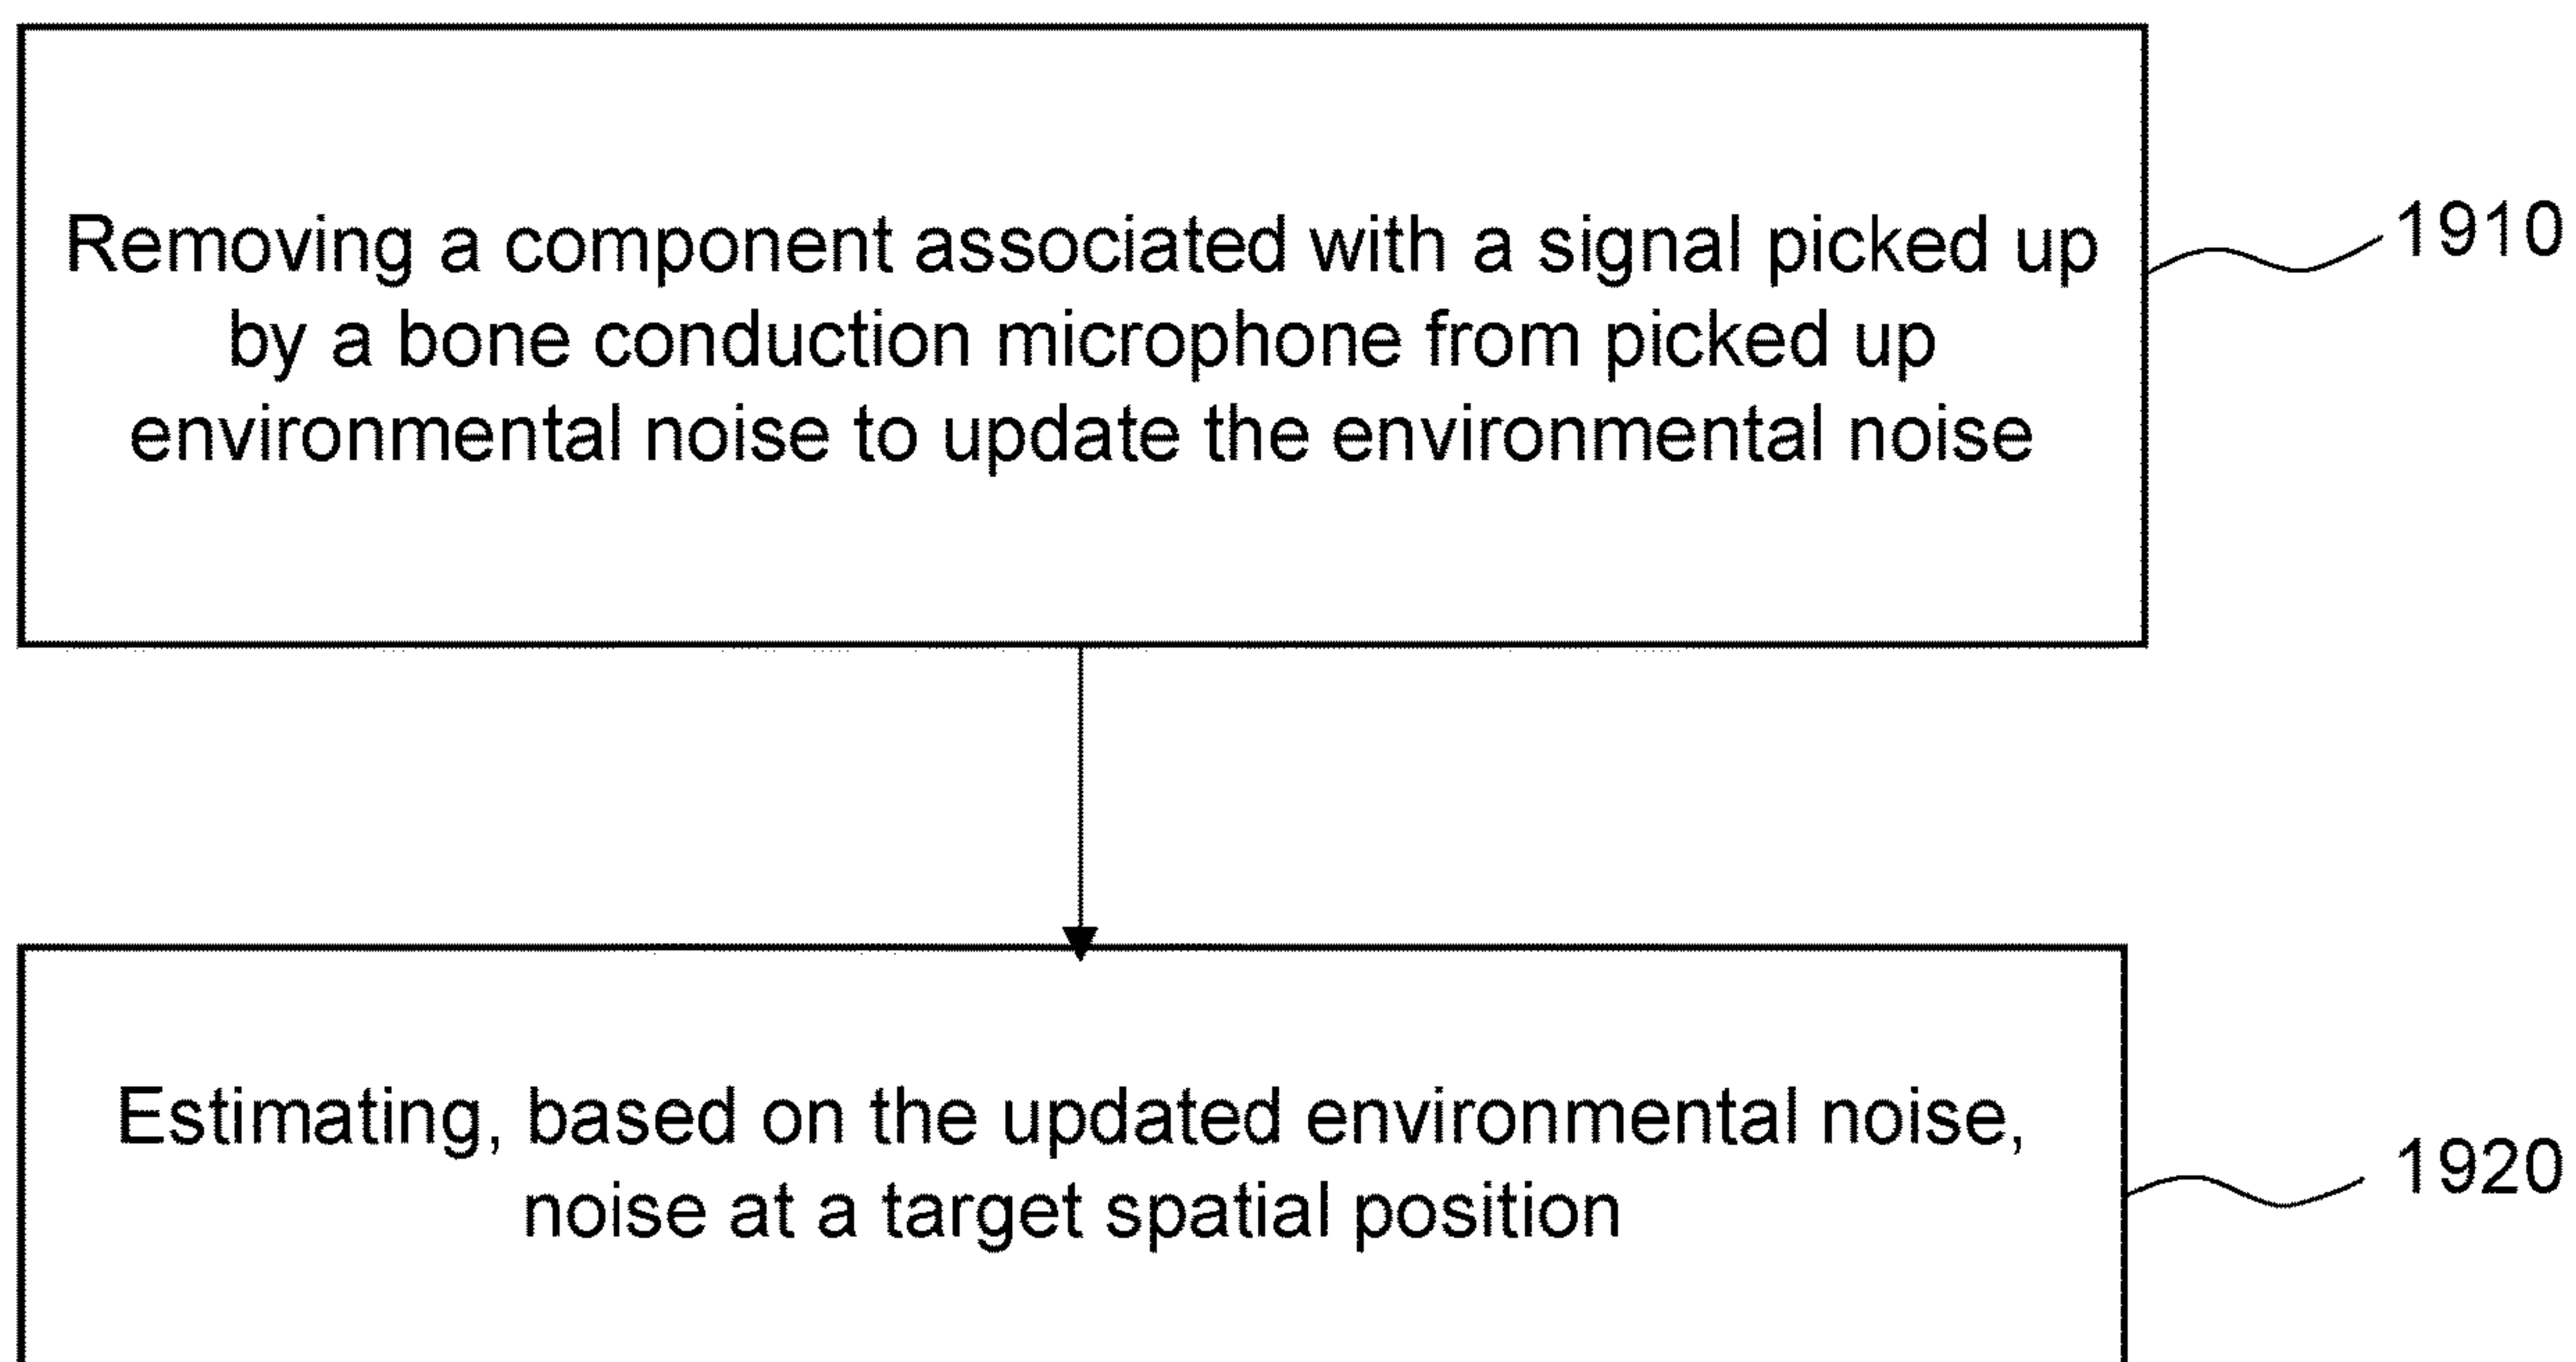 Removing a component associated with a signal picked up
by a bone conduction microphone from picked up
environmental noise to update the environmental noise
1910
Estimating, based on the updated environmental noise,
noise at a target spatial position
1920